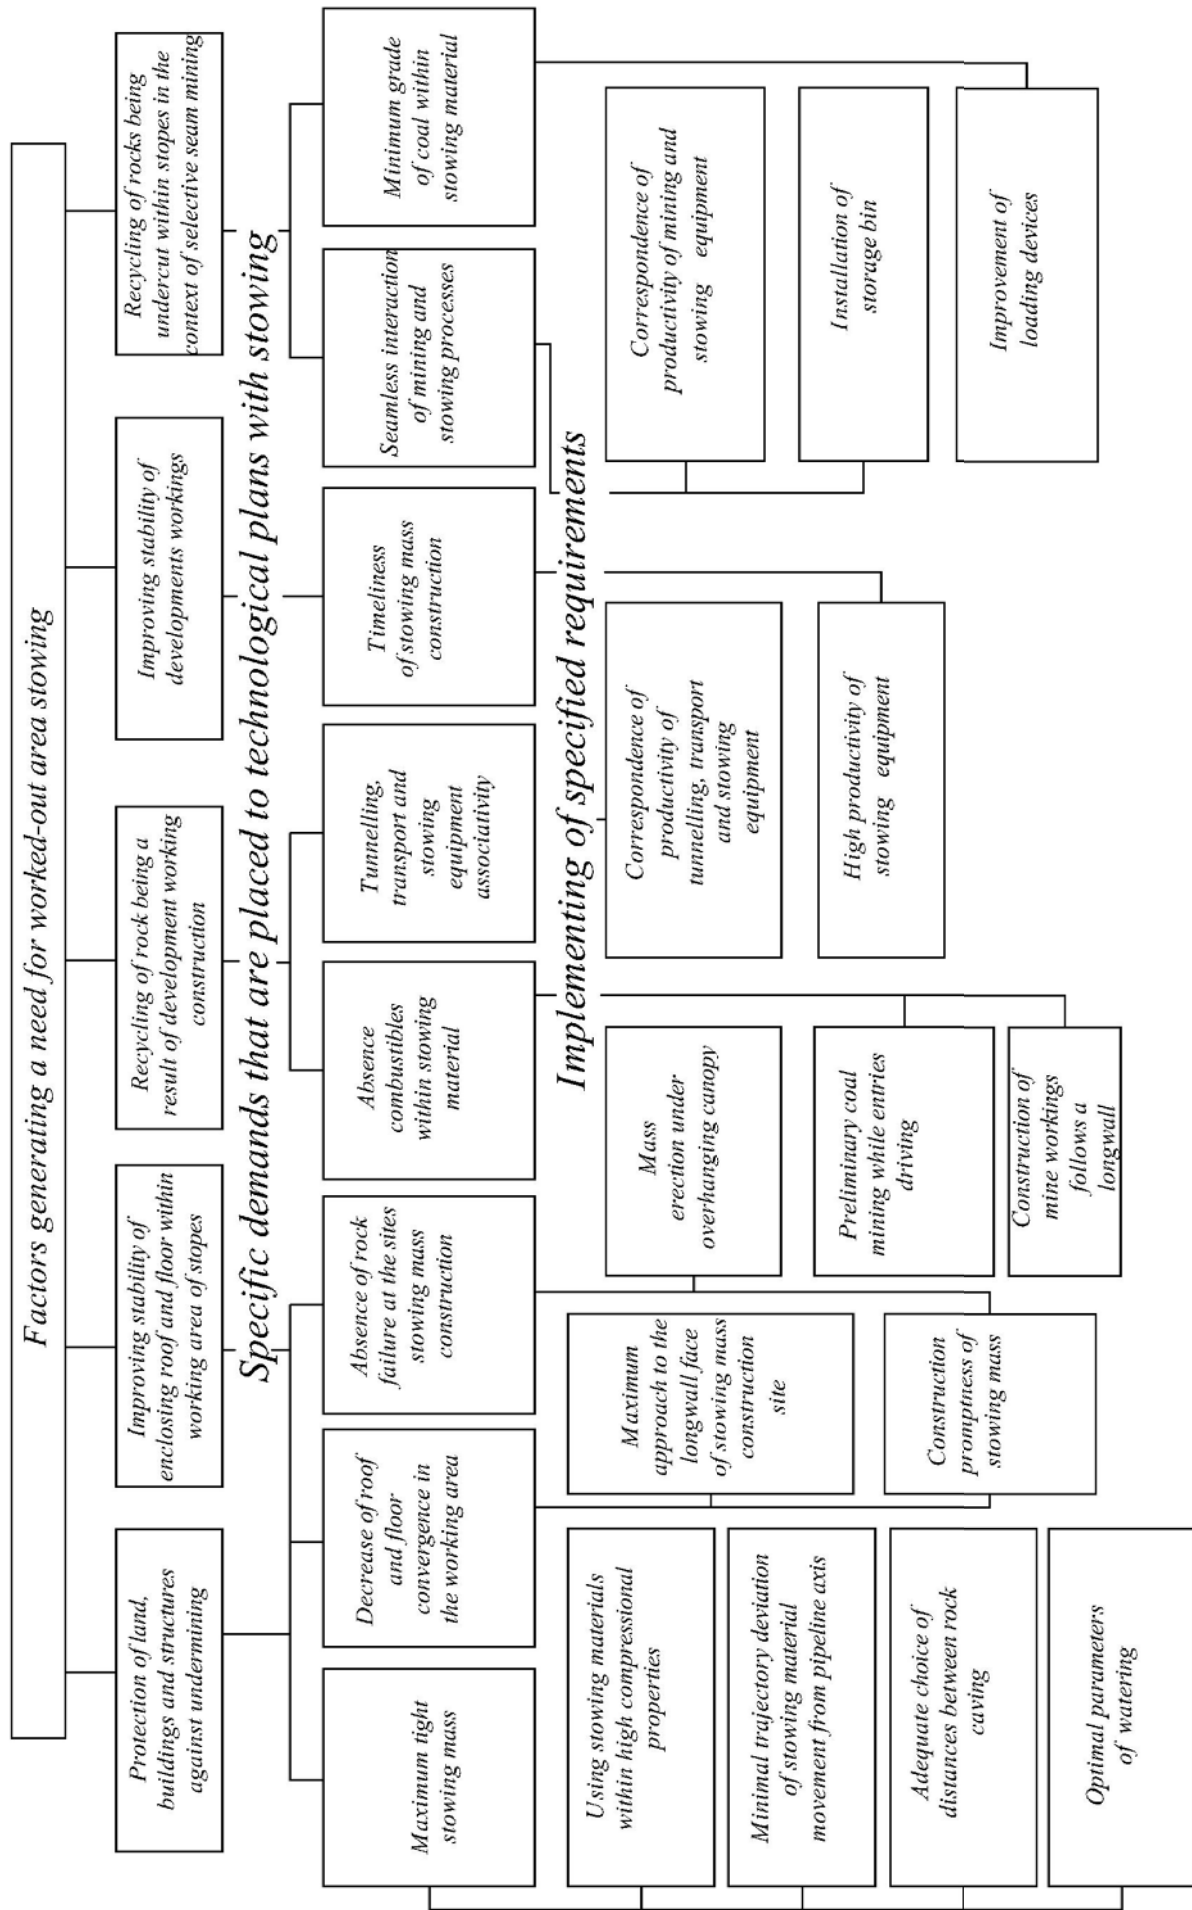 Factors generating a need for worked-out area stowing
Protection of land,
buildings and structures
against undermining
Improving stability of
enclosing roof and floor within
working area of stopes
Recycling of rock being a
result of development working
construction
Improving stability of
developments workings
Recycling of rocks being
undercut within stopes in the
context of selective seam mining
Specific demands that are placed to technological plans with stowing
Maximum tight
stowing mass
Decrease of roof
and floor
convergence in
the working area
Absence of rock
failure at the sites
stowing mass
construction
Absence
combustibles
within stowing
material
Tunnelling,
transport and
stowing
equipment
associativity
Timeliness
of stowing mass
construction
Seamless interaction
of mining and
stowing processes
Minimum grade
of coal within
stowing material
Implementing of specified requirements
Using stowing materials
within high compressional
properties
Minimal trajectory deviation
of stowing material
movement from pipeline axis
Adequate choice of
distances between rock
caving
Optimal parameters
of watering
Maximum
approach to the
longwall face
of stowing mass
construction
site
Construction
promptness of
stowing mass
Mass
erection under
overhanging canopy
Preliminary coal
mining while entries
driving
Construction of
mine workings
follows a
longwall
Correspondence of
productivity of
tunnelling, transport
and stowing
equipment
High productivity of
stowing equipment
Correspondence of
productivity of mining and
stowing equipment
Installation of
storage bin
Improvement of
loading devices